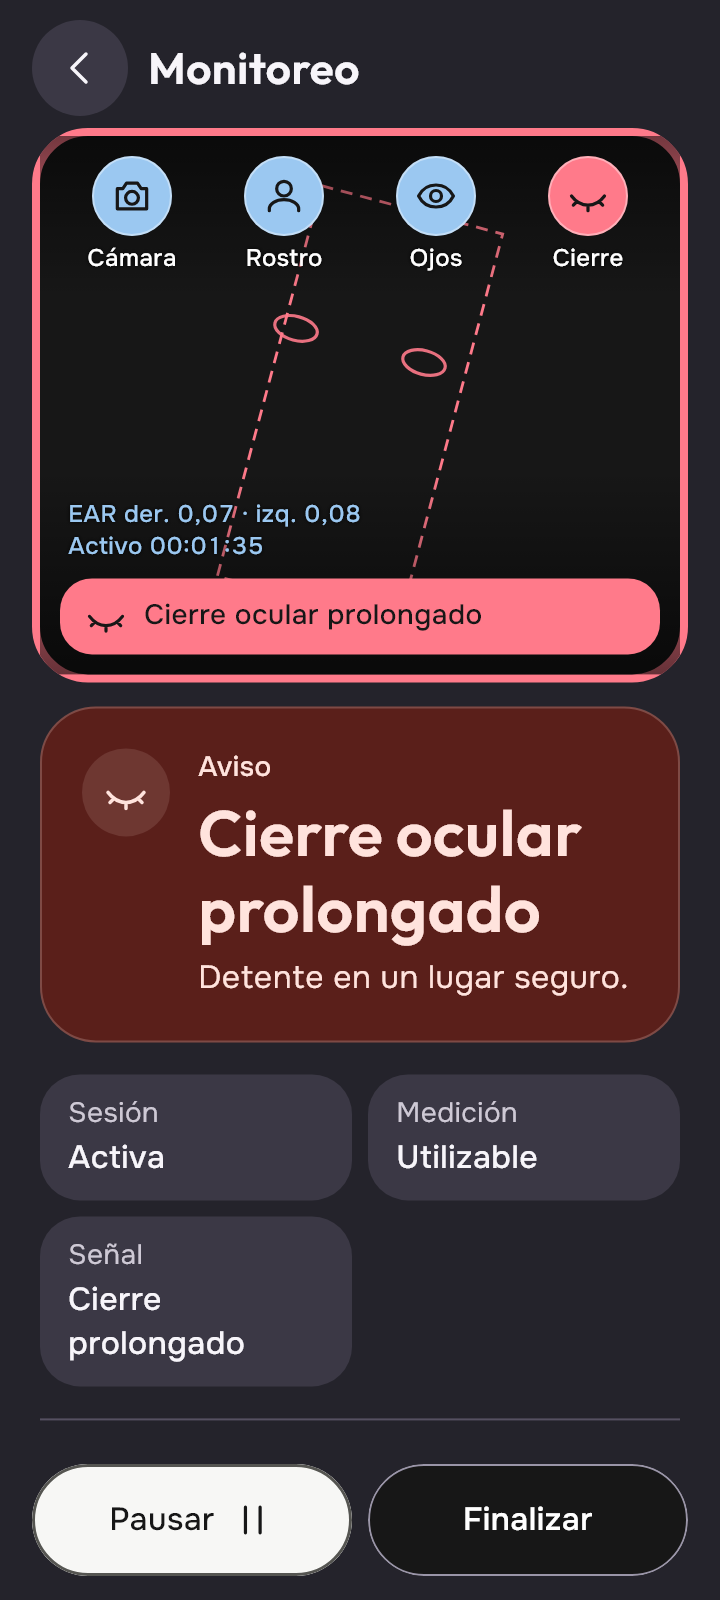 Monitoreo
Cámara
Rostro
Ojos
Cierre
EAR der. 0,07 · izq. 0,08
Activo 00:01:35
Cierre ocular prolongado
Aviso
Cierre ocular
prolongado
Detente en un lugar seguro.
Sesión
Activa
Medición
Utilizable
Señal
Cierre
prolongado
Pausar
Finalizar